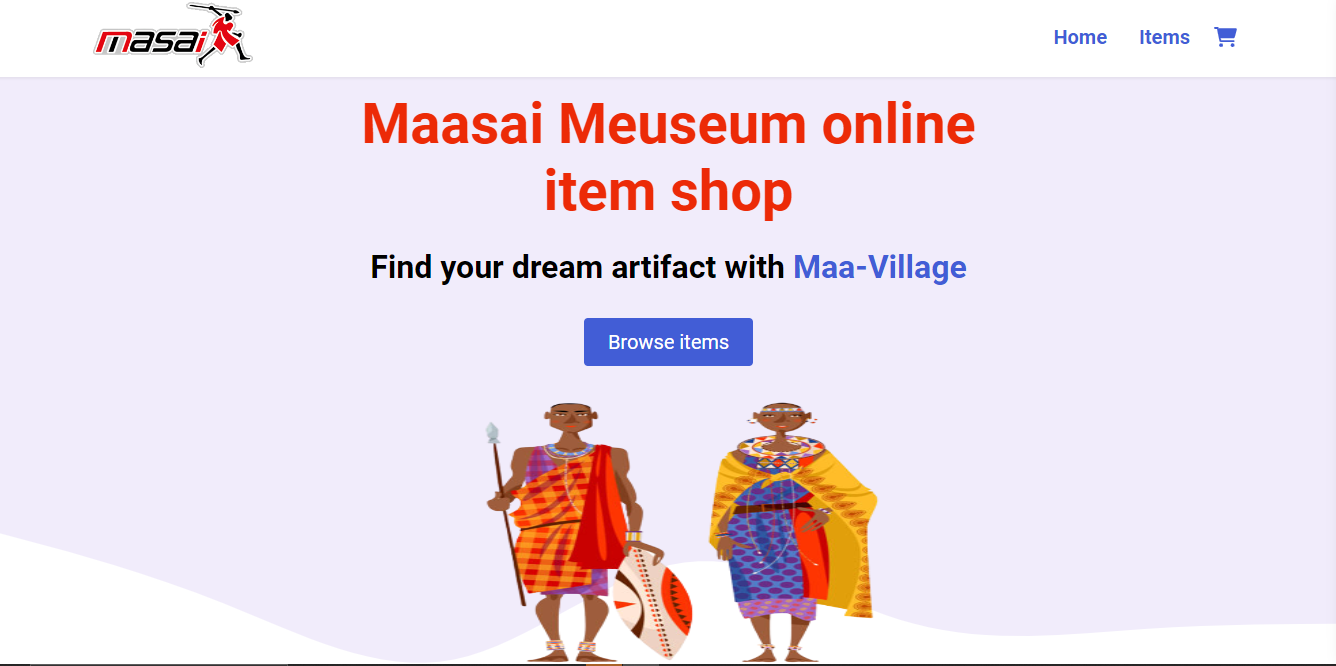 masai
Home
Items
Maasai Meuseum online
item shop
Find your dream artifact with Maa-Village
Browse items